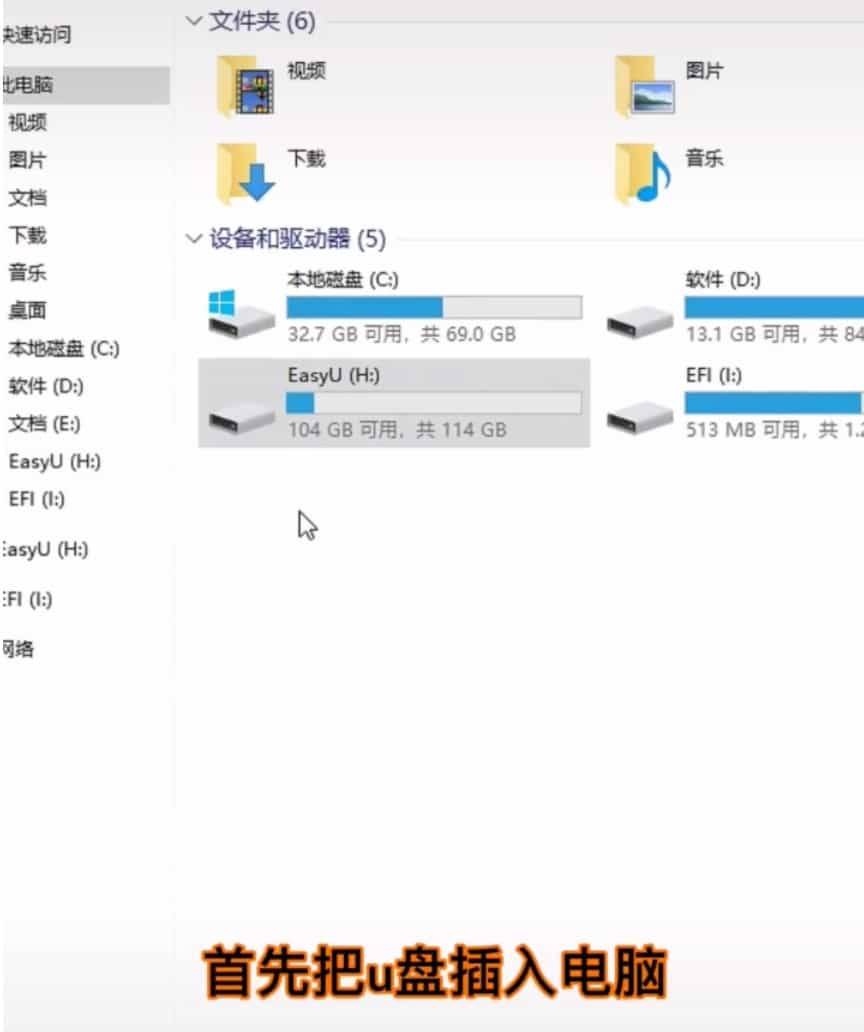 快速访问
此电脑
视频
图片
文档
下载
音乐
桌面
本地磁盘 (C:)
软件 (D:)
文档 (E:)
EasyU (H:)
EFI (I:)
EasyU (H:)
EFI (I:)
网络
文件夹 (6)
视频
图片
下载
音乐
设备和驱动器 (5)
本地磁盘 (C:)
32.7 GB 可用，共 69.0 GB
软件 (D:)
13.1 GB 可用，共 84
EasyU (H:)
104 GB 可用，共 114 GB
EFI (I:)
513 MB 可用，共 1.2
首先把u盘插入电脑